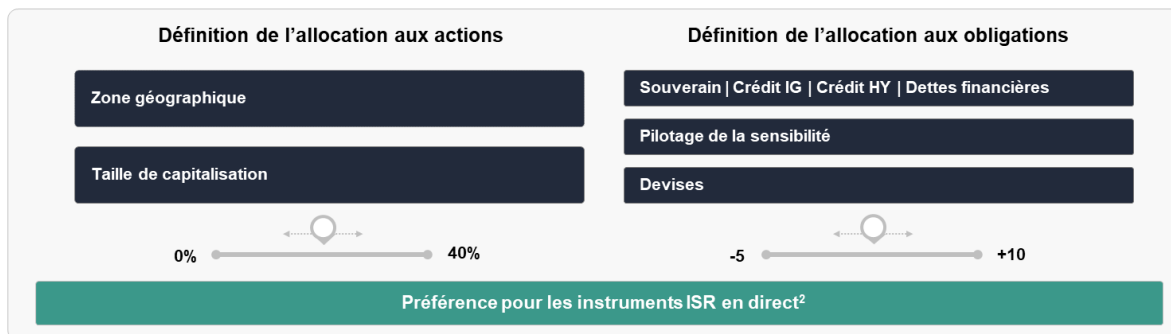 Définition de l’allocation aux actions
Zone géographique
Taille de capitalisation
0%
40%
Définition de l’allocation aux obligations
Souverain | Crédit IG | Crédit HY | Dettes financières
Pilotage de la sensibilité
Devises
-5
+10
Préférence pour les instruments ISR en direct²